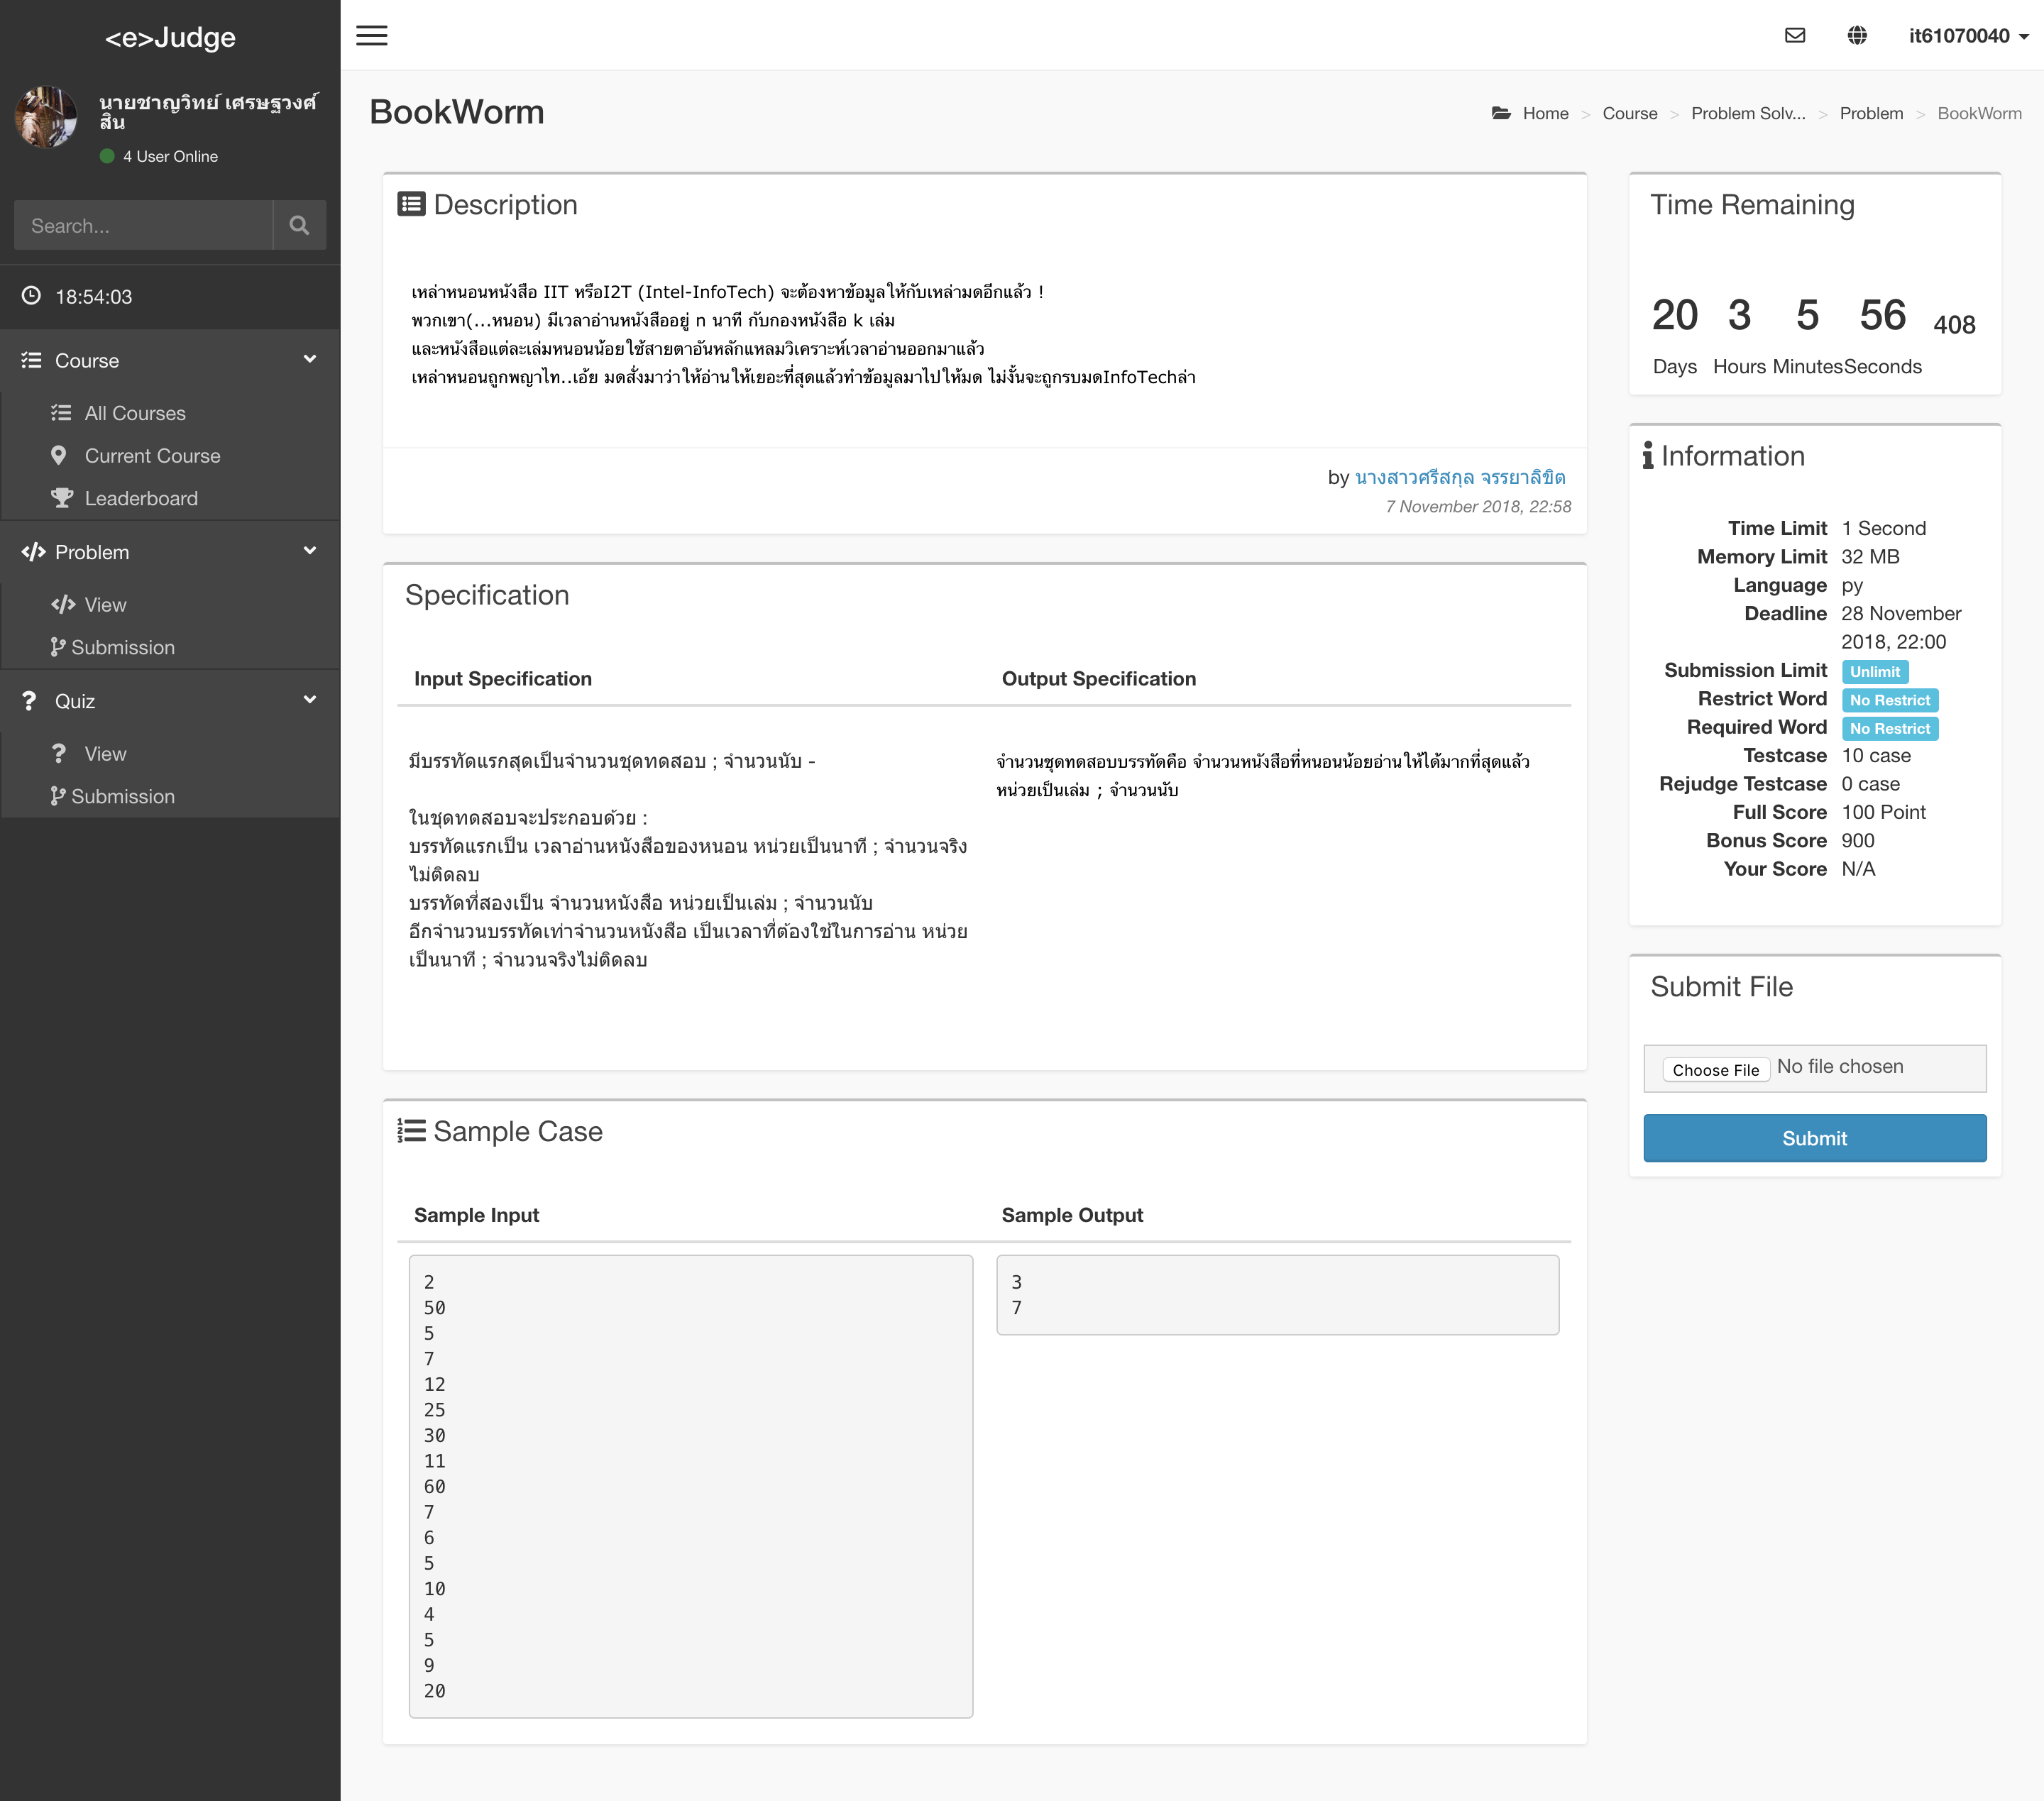 <e>Judge
it61070040
นายชาญวิทย์ เศรษฐวงศ์
สิน
4 User Online
Search...
18:54:03
Course
All Courses
Current Course
Leaderboard
Problem
View
Submission
Quiz
View
Submission
BookWorm
Home > Course > Problem Solv... > Problem > BookWorm
Description
เหล่าหนอนหนังสือ IIT หรือI2T (Intel-InfoTech) จะต้องหาข้อมูลให้กับเหล่ามดอีกแล้ว !
พวกเขา(...หนอน) มีเวลาอ่านหนังสืออยู่ n นาที กับกองหนังสือ k เล่ม
และหนังสือแต่ละเล่มหนอนน้อยใช้สายตาอันหลักแหลมวิเคราะห์เวลาอ่านออกมาแล้ว
เหล่าหนอนถูกพญาไท..เอ้ย มดสั่งมาว่าให้อ่านให้เยอะที่สุดแล้วทำข้อมูลมาไปให้มด ไม่งั้นจะถูกรบมดInfoTechล่า
by นางสาวศรีสกุล จรรยาลิขิต
7 November 2018, 22:58
Specification
Input Specification
มีบรรทัดแรกสุดเป็นจำนวนชุดทดสอบ ; จำนวนนับ -
ในชุดทดสอบจะประกอบด้วย :
บรรทัดแรกเป็น เวลาอ่านหนังสือของหนอน หน่วยเป็นนาที ; จำนวนจริง
ไม่ติดลบ
บรรทัดที่สองเป็น จำนวนหนังสือ หน่วยเป็นเล่ม ; จำนวนนับ
อีกจำนวนบรรทัดเท่าจำนวนหนังสือ เป็นเวลาที่ต้องใช้ในการอ่าน หน่วย
เป็นนาที ; จำนวนจริงไม่ติดลบ
Output Specification
จำนวนชุดทดสอบบรรทัดคือ จำนวนหนังสือที่หนอนน้อยอ่านให้ได้มากที่สุดแล้ว
หน่วยเป็นเล่ม ; จำนวนนับ
Sample Case
Sample Input
2
50
5
7
12
25
30
11
60
7
6
5
10
4
5
9
20
Sample Output
3
7
Time Remaining
20 3 5 56 408
Days Hours Minutes Seconds
Information
Time Limit 1 Second
Memory Limit 32 MB
Language py
Deadline 28 November
2018, 22:00
Submission Limit Unlimit
Restrict Word No Restrict
Required Word No Restrict
Testcase 10 case
Rejudge Testcase 0 case
Full Score 100 Point
Bonus Score 900
Your Score N/A
Submit File
Choose File No file chosen
Submit